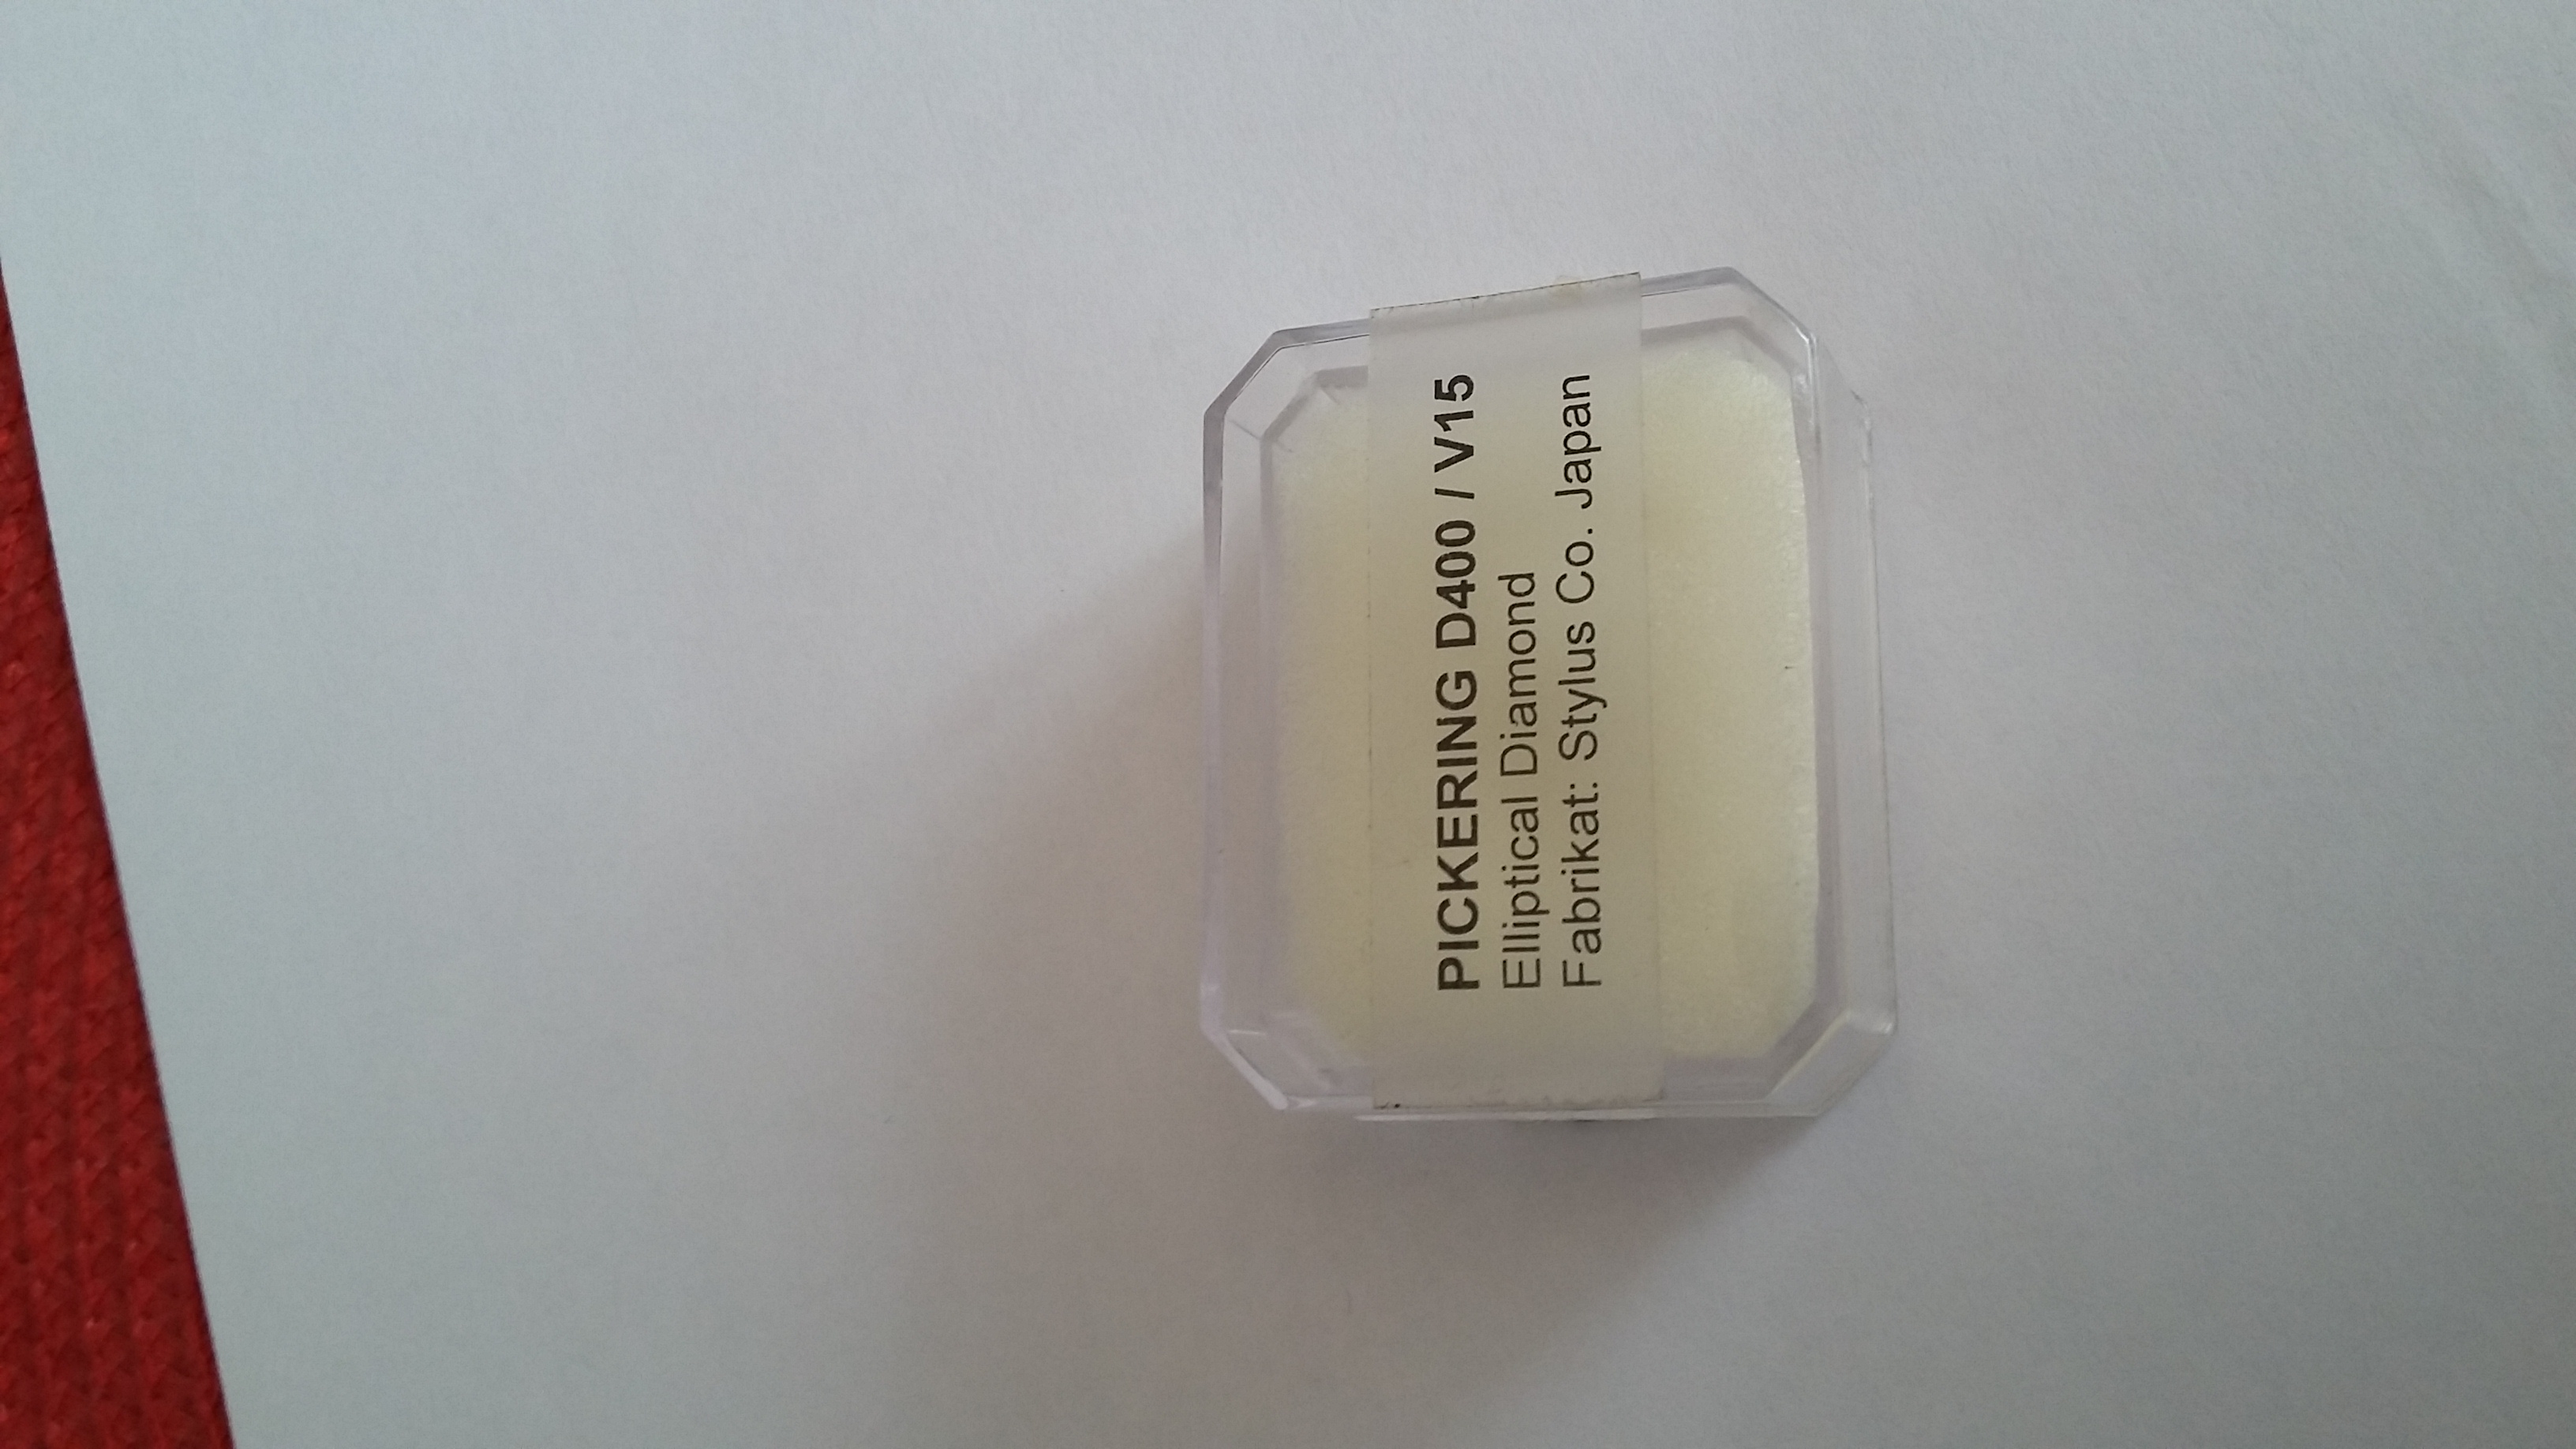 PICKERING D400 / V15
Elliptical Diamond
Fabrikat: Stylus Co. Japan